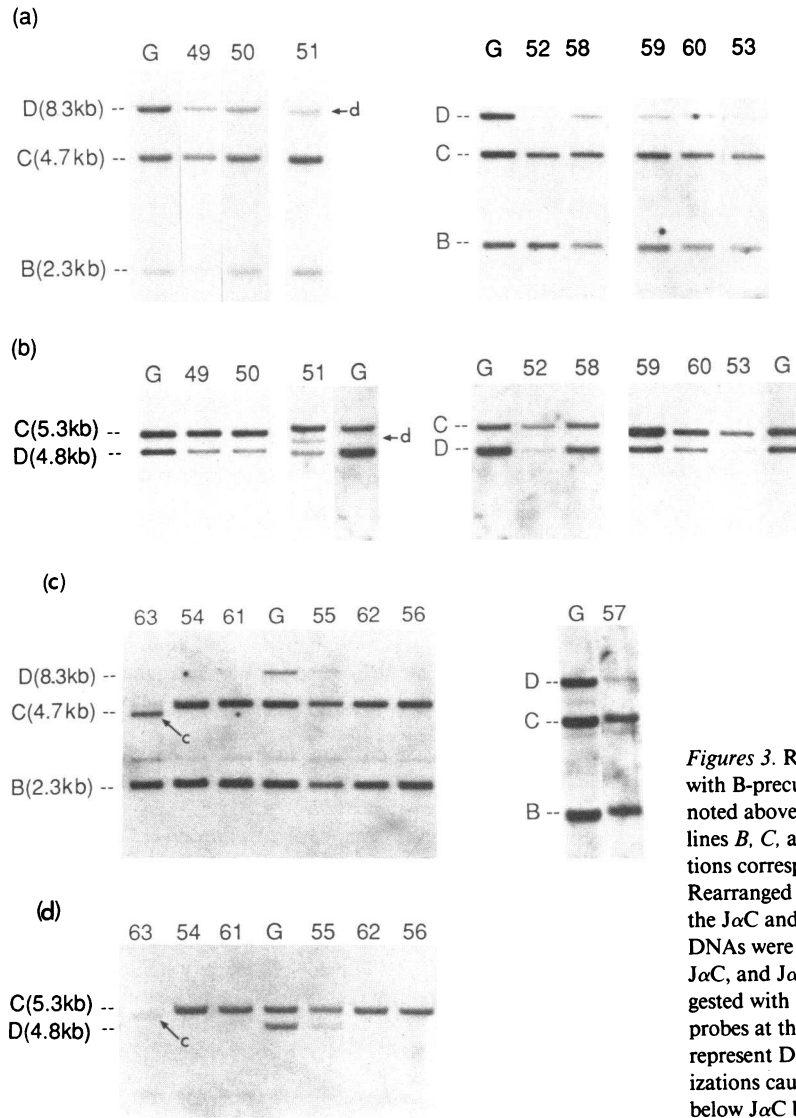 (a)
G 49 50 51
D(8.3kb) -- ←d
C(4.7kb) --
B(2.3kb) --
G 52 58 59 60 53
D --
C --
B --
(b)
G 49 50 51 G
C(5.3kb) --
D(4.8kb) -- ←d
G 52 58 59 60 53 G
C --
D --
(c)
63 54 61 G 55 62 56
D(8.3kb) --
C(4.7kb) --
c
B(2.3kb) --
G 57
D --
C --
B --
(d)
63 54 61 G 55 62 56
C(5.3kb) --
D(4.8kb) --
c
Figures 3. R
with B-precu
noted above
lines B, C, a
tions corresp
Rearranged
the JαC and
DNAs were
JαC, and Jα
gested with
probes at th
represent D
izations cau
below JαC l